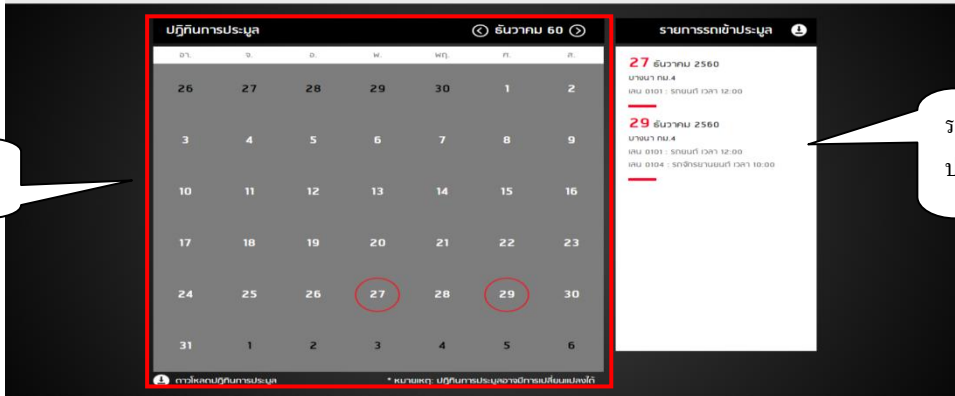 ปฏิทินการประมูล ธันวาคม 60
อา. จ. อ. พ. พฤ. ศ. ส.
26 27 28 29 30 1 2
3 4 5 6 7 8 9
10 11 12 13 14 15 16
17 18 19 20 21 22 23
24 25 26 27 28 29 30
31 1 2 3 4 5 6
ดาวโหลดปฏิทินการประมูล * หมายเหตุ: ปฏิทินการประมูลอาจมีการเปลี่ยนแปลงได้
รายการรถเข้าประมูล
27 ธันวาคม 2560
บางนา กม.4
เลน 0101 : รถยนต์ เวลา 12:00
29 ธันวาคม 2560
บางนา กม.4
เลน 0101 : รถยนต์ เวลา 12:00
เลน 0104 : รถจักรยานยนต์ เวลา 10:00